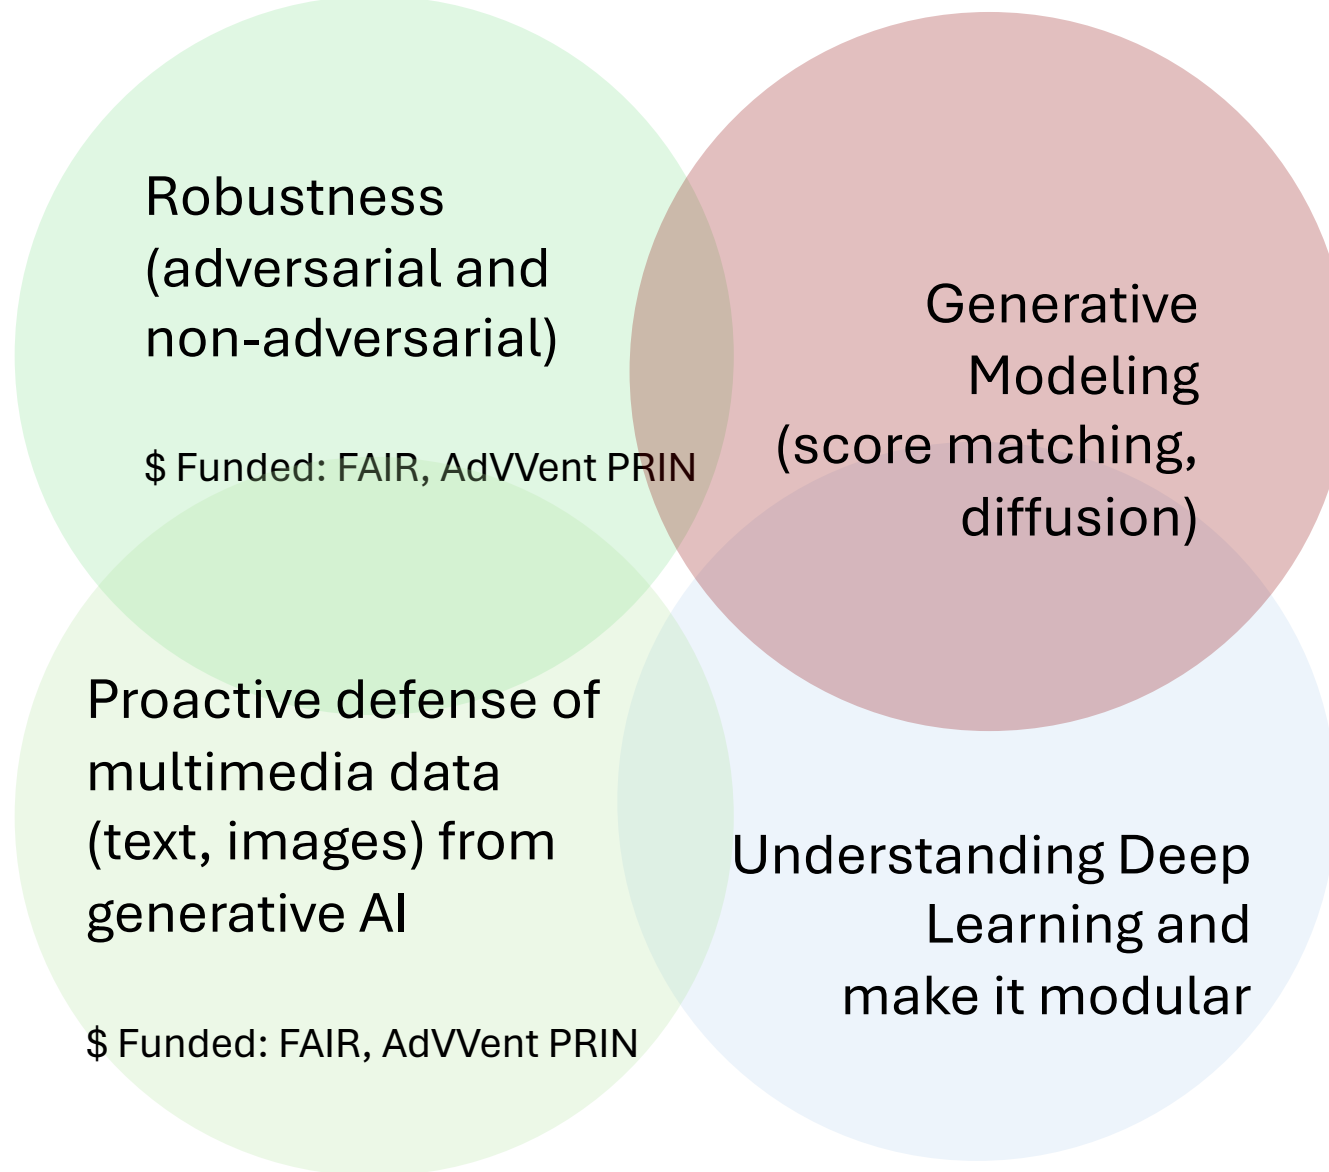 Robustness
(adversarial and
non-adversarial)
$ Funded: FAIR, AdVVent PRIN
Generative
Modeling
(score matching,
diffusion)
Proactive defense of
multimedia data
(text, images) from
generative AI
$ Funded: FAIR, AdVVent PRIN
Understanding Deep
Learning and
make it modular